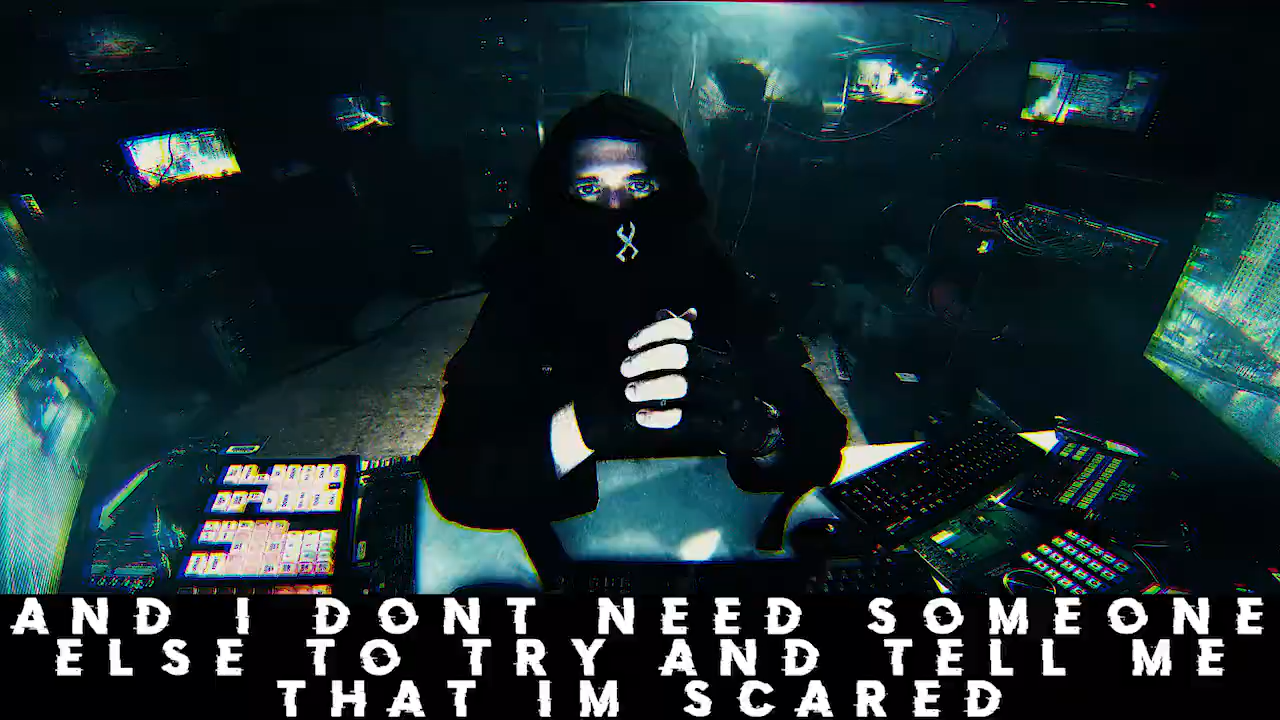 AND I DONT NEED SOMEONE
ELSE TO TRY AND TELL ME
THAT IM SCARED